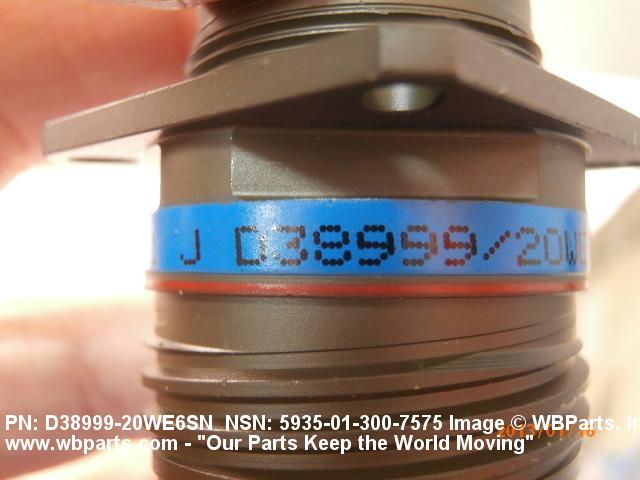 J D38999/20WE
PN: D38999-20WE6SN NSN: 5935-01-300-7575 Image © WBParts, In
www.wbparts.com - "Our Parts Keep the World Moving"